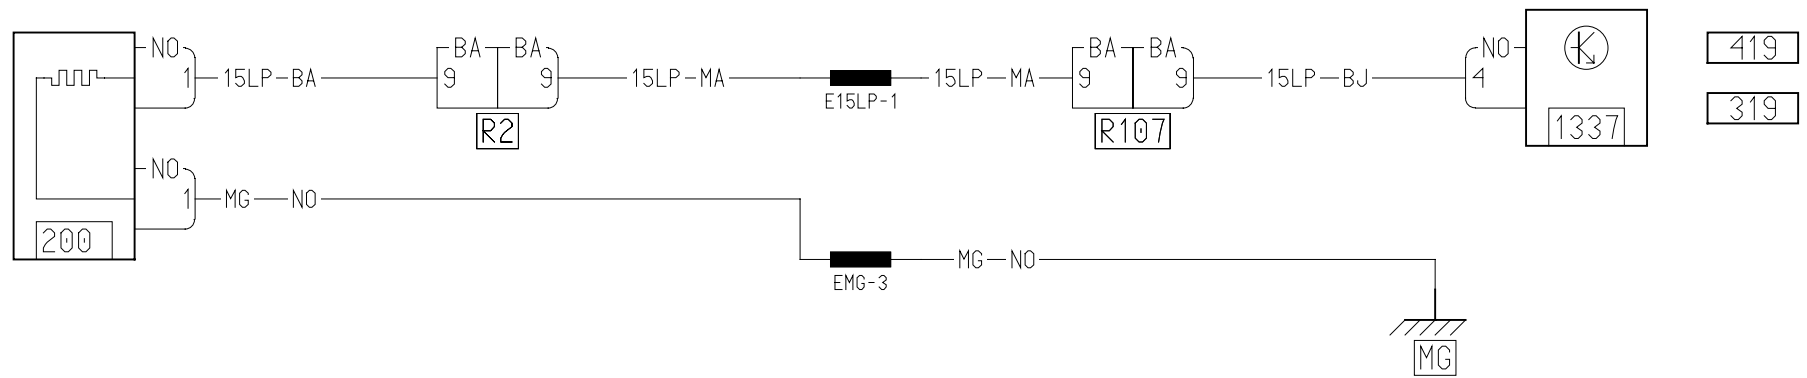 NO BA BA BA BA NO 419
1 15LP-BA 9 9 15LP-MA E15LP-1 15LP-MA 9 9 15LP-BJ 4
R2 R107 1337 319
NO
1 MG NO
200
EMG-3 MG-NO
MG